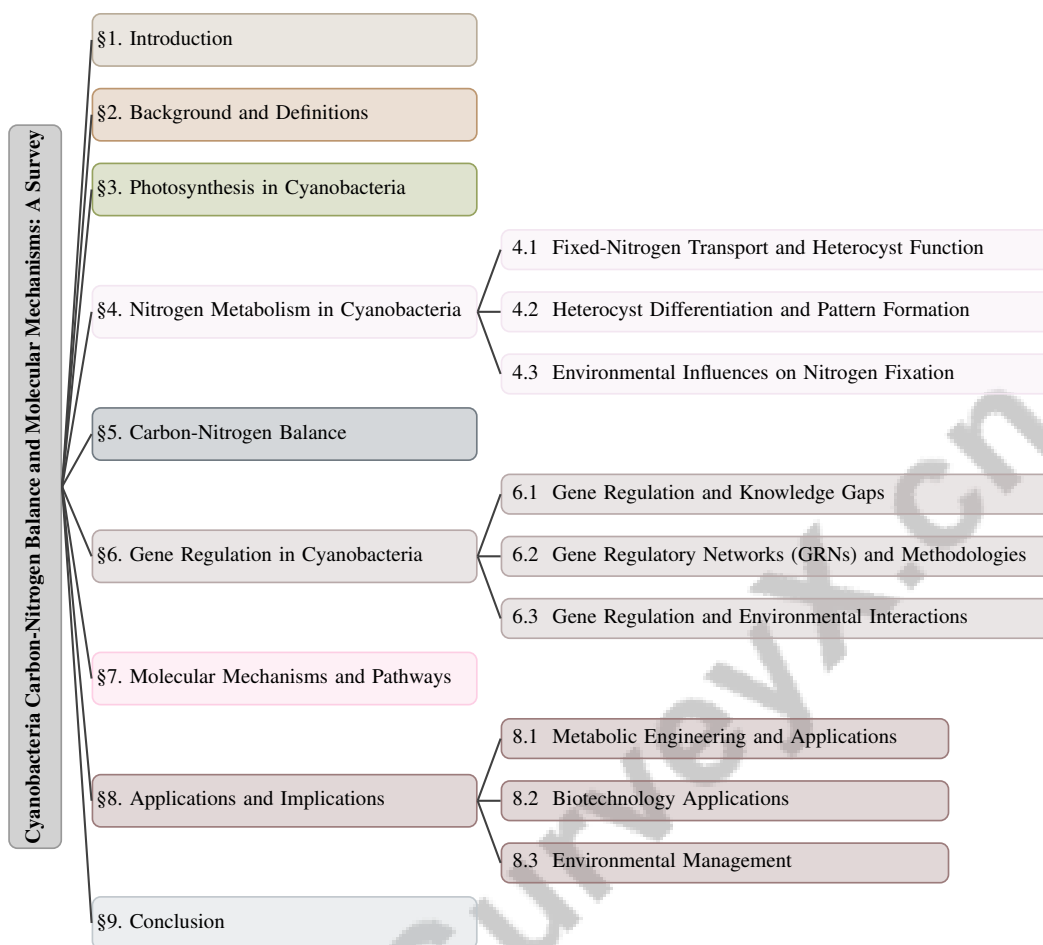 Cyanobacteria Carbon-Nitrogen Balance and Molecular Mechanisms: A Survey
§1. Introduction
§2. Background and Definitions
§3. Photosynthesis in Cyanobacteria
§4. Nitrogen Metabolism in Cyanobacteria
4.1 Fixed-Nitrogen Transport and Heterocyst Function
4.2 Heterocyst Differentiation and Pattern Formation
4.3 Environmental Influences on Nitrogen Fixation
§5. Carbon-Nitrogen Balance
§6. Gene Regulation in Cyanobacteria
6.1 Gene Regulation and Knowledge Gaps
6.2 Gene Regulatory Networks (GRNs) and Methodologies
6.3 Gene Regulation and Environmental Interactions
§7. Molecular Mechanisms and Pathways
§8. Applications and Implications
8.1 Metabolic Engineering and Applications
8.2 Biotechnology Applications
8.3 Environmental Management
§9. Conclusion
SurveyX.cn